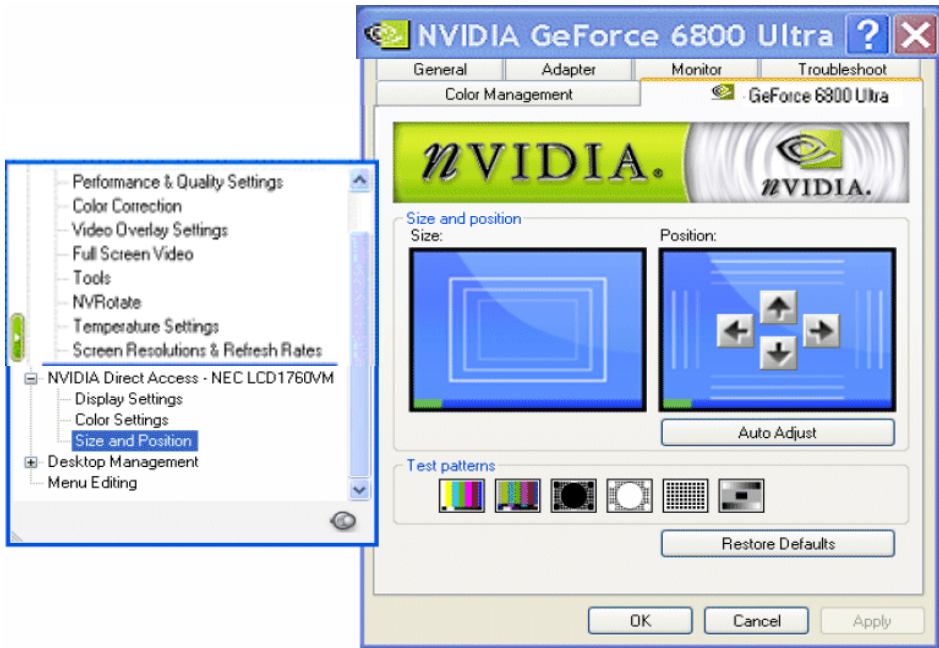 NVIDIA GeForce 6800 Ultra
General Adapter Monitor Troubleshoot
Color Management GeForce 6800 Ultra
nVIDIA.
nVIDIA.
Size and position
Size:
Position:
Auto Adjust
Test patterns
Restore Defaults
OK Cancel Apply
Performance & Quality Settings
Color Correction
Video Overlay Settings
Full Screen Video
Tools
NVRotate
Temperature Settings
Screen Resolutions & Refresh Rates
NVIDIA Direct Access - NEC LCD1760VM
Display Settings
Color Settings
Size and Position
Desktop Management
Menu Editing